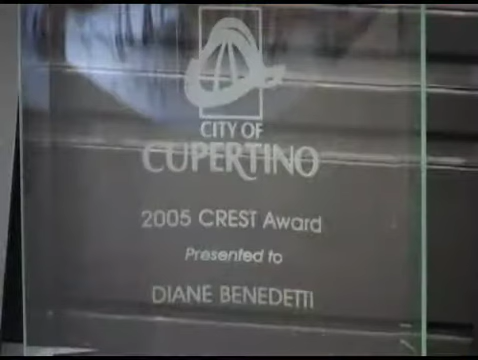 CITY OF
CUPERTINO
2005 CREST Award
Presented to
DIANE BENEDETTI